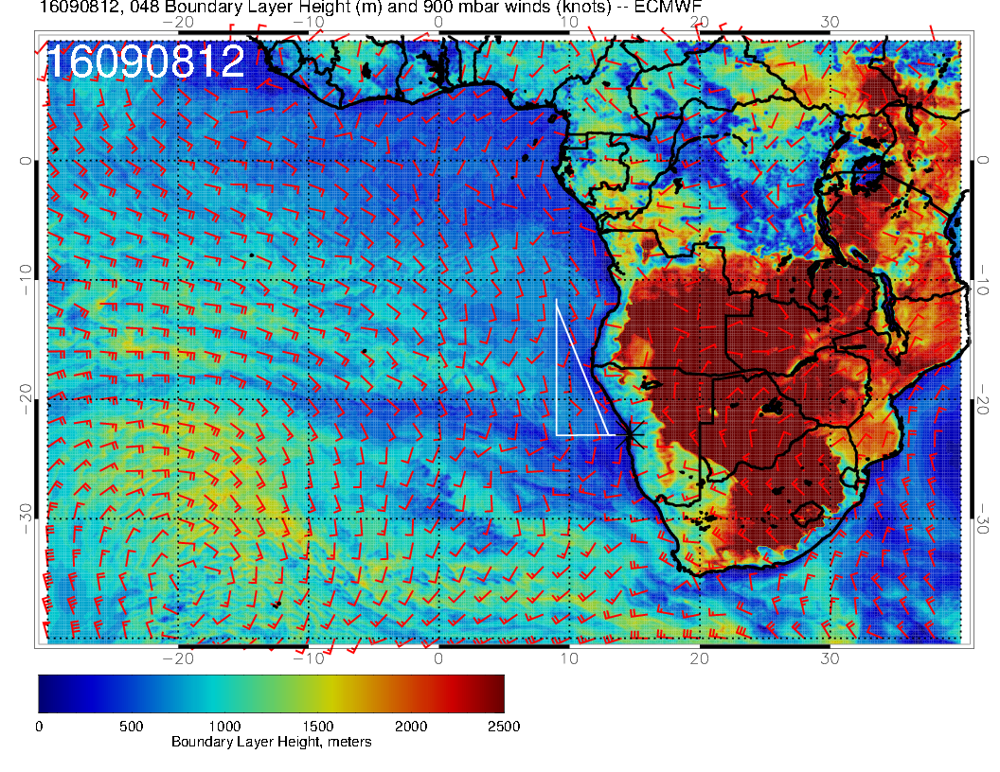 16090812, 048 Boundary Layer Height (m) and 900 mbar winds (knots) -- ECMWF
−20 −10 0 10 20 30
16090812
0 0
−10 −10
−20 −20
−30 −30
−20 −10 0 10 20 30
0 500 1000 1500 2000 2500
Boundary Layer Height, meters